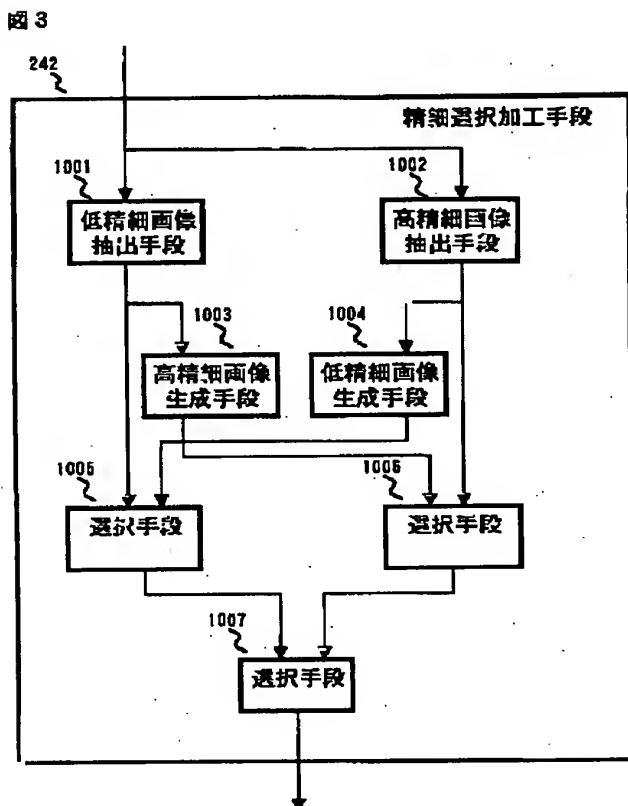 図3
242
精細選択加工手段
1001
低精細画像
抽出手段
1002
高精細画像
抽出手段
1003
高精細画像
生成手段
1004
低精細画像
生成手段
1005
選択手段
1006
選択手段
1007
選択手段